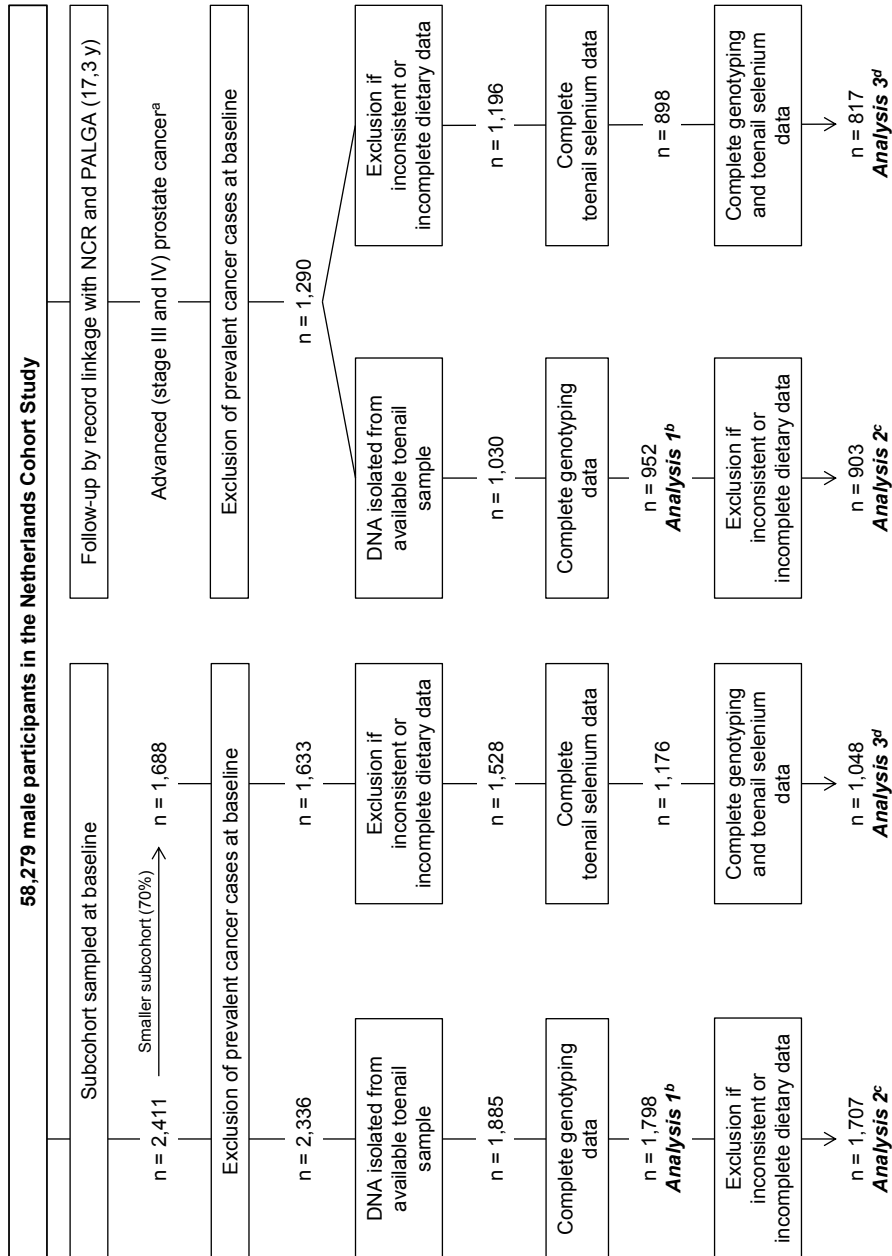 58,279 male participants in the Netherlands Cohort Study
Subcohort sampled at baseline
n = 2,411
Smaller subcohort (70%)
n = 1,688
Exclusion of prevalent cancer cases at baseline
n = 2,336
n = 1,633
DNA isolated from
available toenail
sample
n = 1,885
Complete genotyping
data
n = 1,798
Analysis 1ᵇ
Exclusion if
inconsistent or
incomplete dietary data
n = 1,707
Analysis 2ᶜ
Exclusion if
inconsistent or
incomplete dietary data
n = 1,528
Complete
toenail selenium data
n = 1,176
Complete genotyping
and toenail selenium
data
n = 1,048
Analysis 3ᵈ
Follow-up by record linkage with NCR and PALGA (17,3 y)
Advanced (stage III and IV) prostate cancerᵃ
Exclusion of prevalent cancer cases at baseline
n = 1,290
DNA isolated from
available toenail
sample
n = 1,030
Complete genotyping
data
n = 952
Analysis 1ᵇ
Exclusion if
inconsistent or
incomplete dietary data
n = 903
Analysis 2ᶜ
Exclusion if
inconsistent or
incomplete dietary data
n = 1,196
Complete
toenail selenium data
n = 898
Complete genotyping
and toenail selenium
data
n = 817
Analysis 3ᵈ